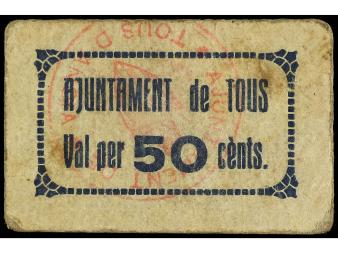 AJUNTAMENT de TOUS
Val per 50 cènts.